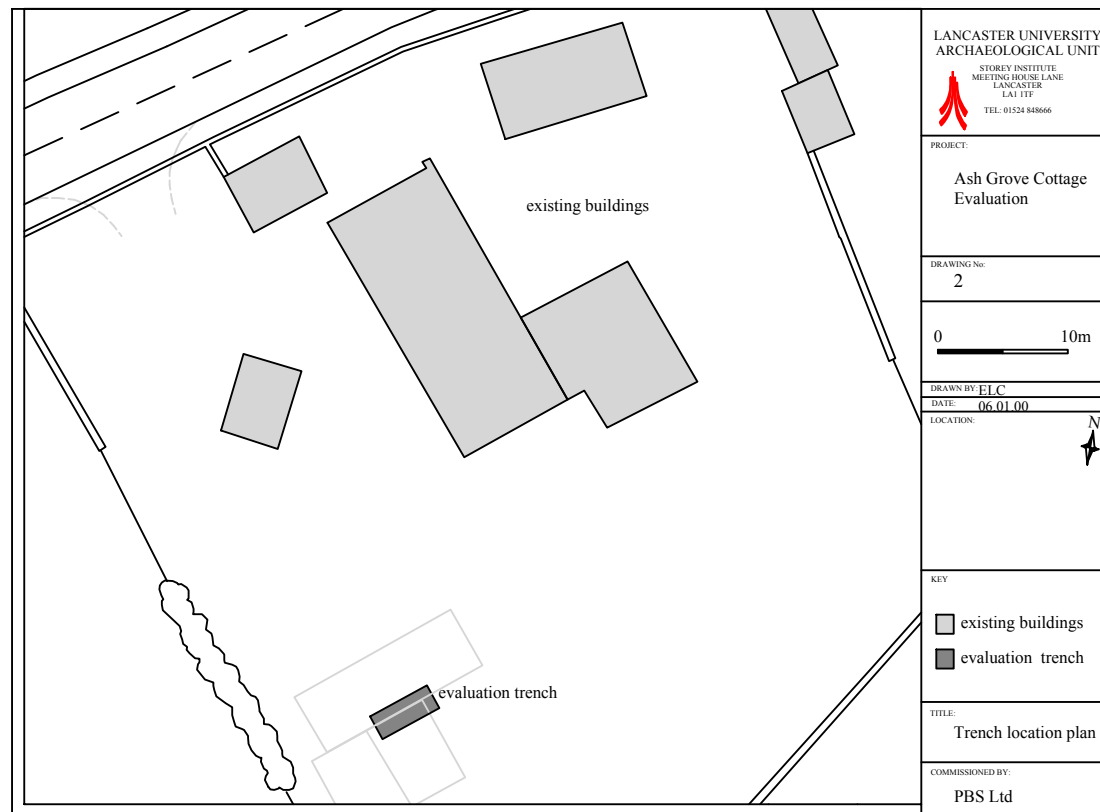 existing buildings
evaluation trench
LANCASTER UNIVERSITY
ARCHAEOLOGICAL UNIT
STOREY INSTITUTE
MEETING HOUSE LANE
LANCASTER
LA1 1TF
TEL: 01524 848666
PROJECT:
Ash Grove Cottage
Evaluation
DRAWING No:
2
0 10m
DRAWN BY: ELC
DATE: 06.01.00
LOCATION:
N
KEY
existing buildings
evaluation trench
TITLE:
Trench location plan
COMMISSIONED BY:
PBS Ltd